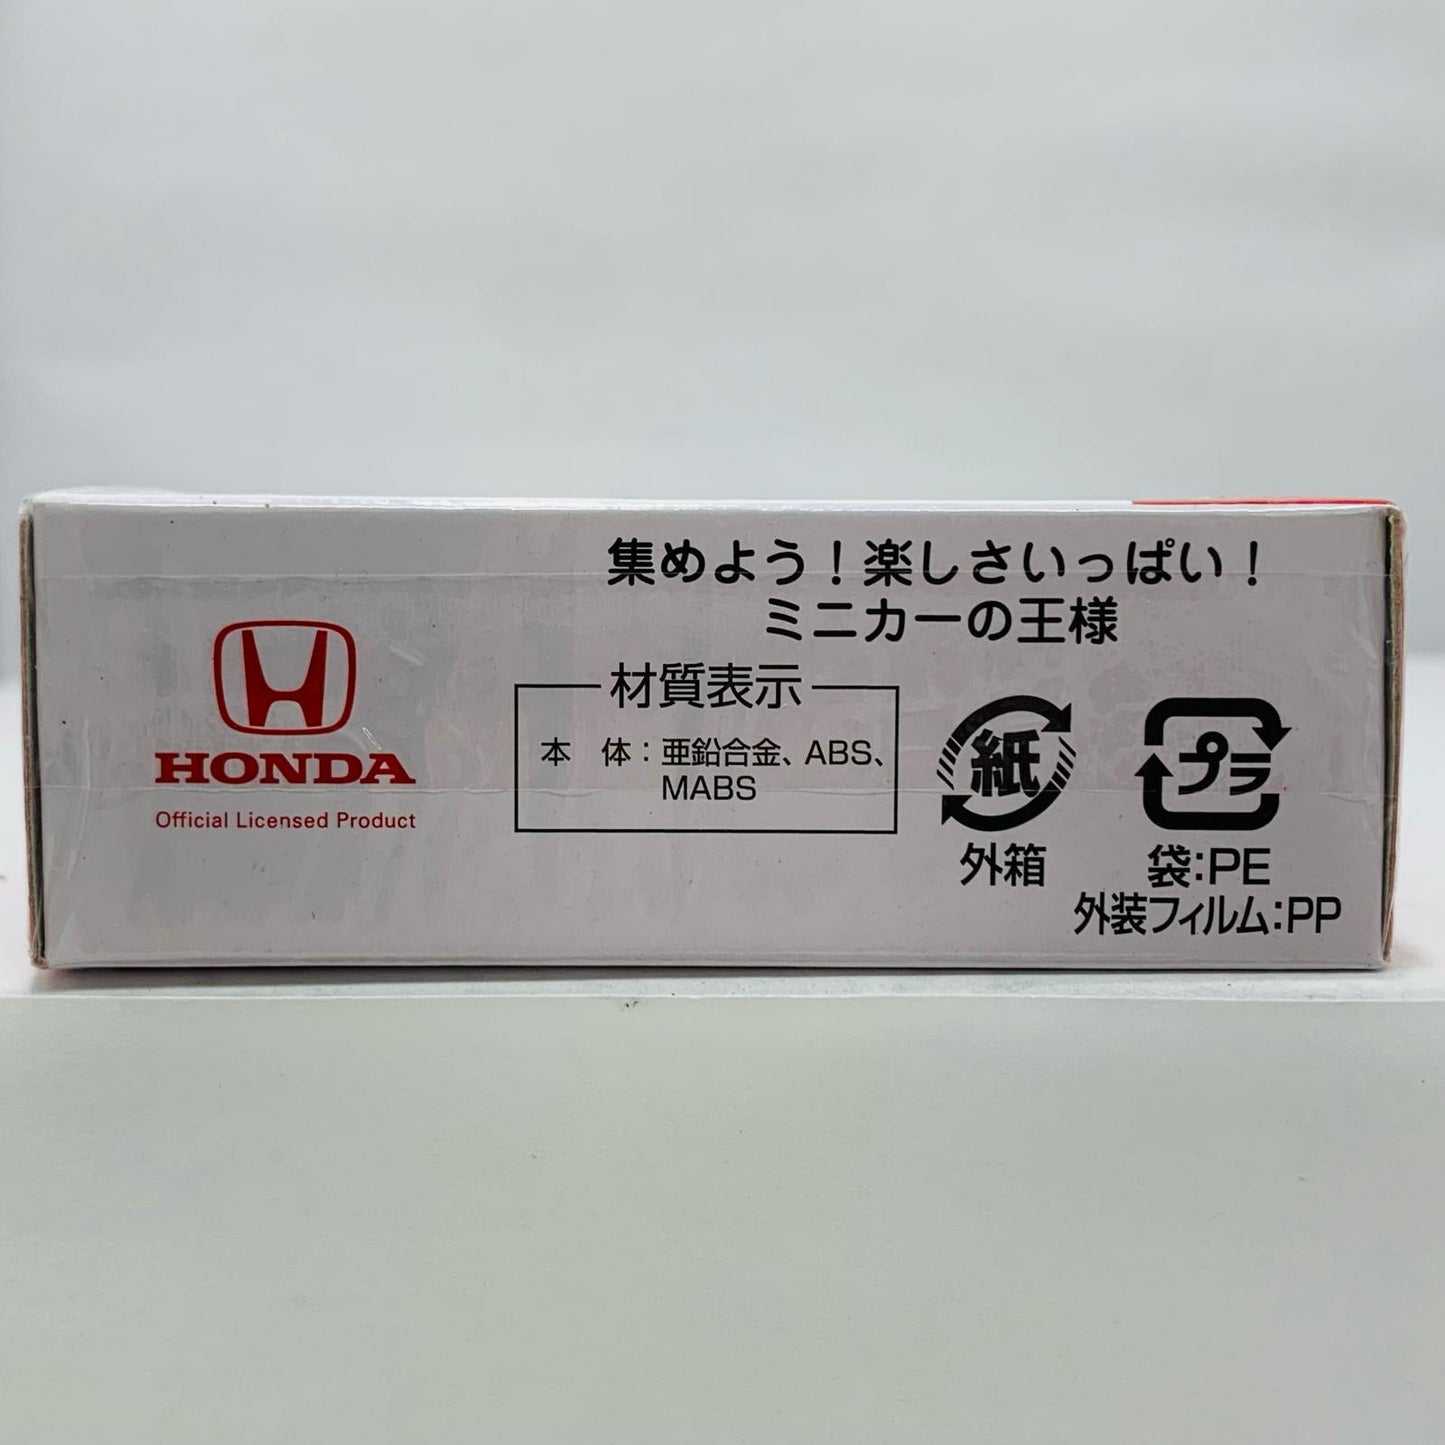 集めよう！楽しさいっぱい！
ミニカーの王様
HONDA
Official Licensed Product
材質表示
本　体：亜鉛合金、ABS、
MABS
紙
外箱
プラ
袋：PE
外装フィルム：PP